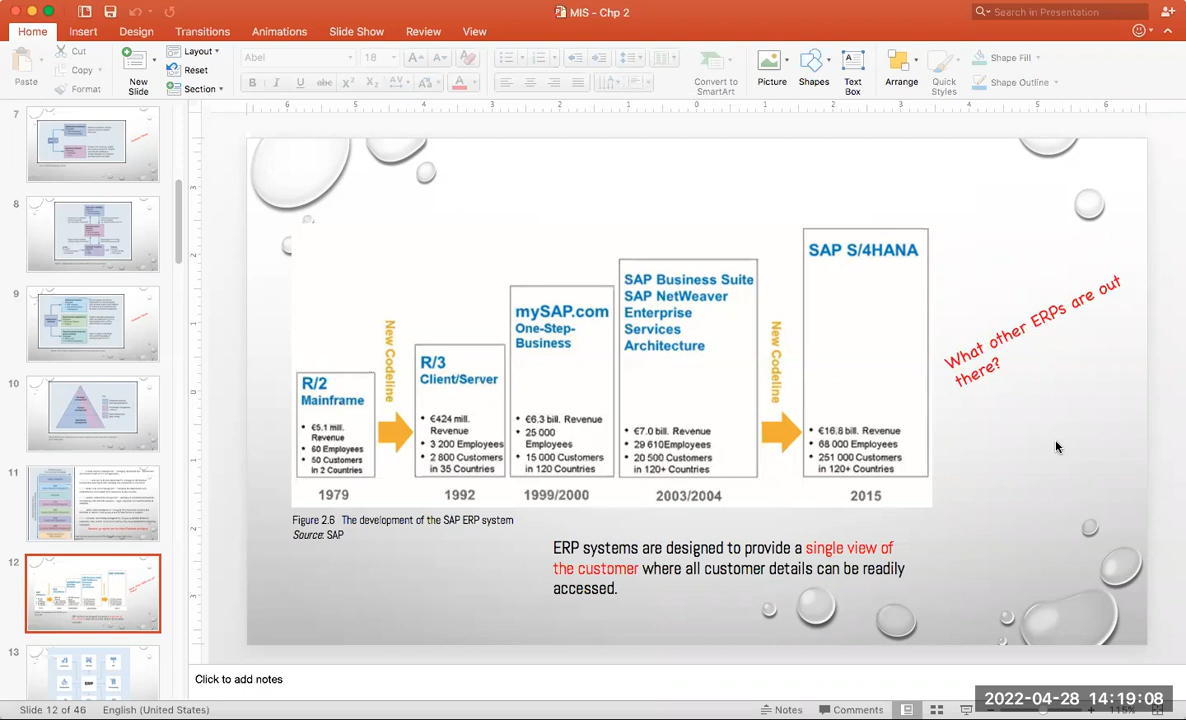 MIS - Chp 2
Search in Presentation
Home
Insert
Design
Transitions
Animations
Slide Show
Review
View
Paste
Cut
Copy
Format
New
Slide
Layout
Reset
Section
Abel
18
Convert to
SmartArt
Picture
Shapes
Text
Box
Arrange
Quick
Styles
Shape Fill
Shape Outline
7
8
9
10
11
12
13
R/2
Mainframe
• €5.1 mill.
Revenue
• 60 Employees
• 50 Customers
in 2 Countries
1979
New Codeline
R/3
Client/Server
• €424 mill.
Revenue
• 3 200 Employees
• 2 800 Customers
in 35 Countries
1992
mySAP.com
One-Step-
Business
• €6.3 bill. Revenue
• 25 000
Employees
• 15 000 Customers
in 120 Countries
1999/2000
SAP Business Suite
SAP NetWeaver
Enterprise
Services
Architecture
• €7.0 bill. Revenue
• 29 610Employees
• 20 500 Customers
in 120+ Countries
2003/2004
New Codeline
SAP S/4HANA
• €16.8 bill. Revenue
• 68 000 Employees
• 251 000 Customers
in 120+ Countries
2015
What other ERPs are out
there?
Figure 2.6 The development of the SAP ERP system
Source: SAP
ERP systems are designed to provide a single view of
the customer where all customer details can be readily
accessed.
Click to add notes
Slide 12 of 46
English (United States)
Notes
Comments
115%
2022-04-28 14:19:08